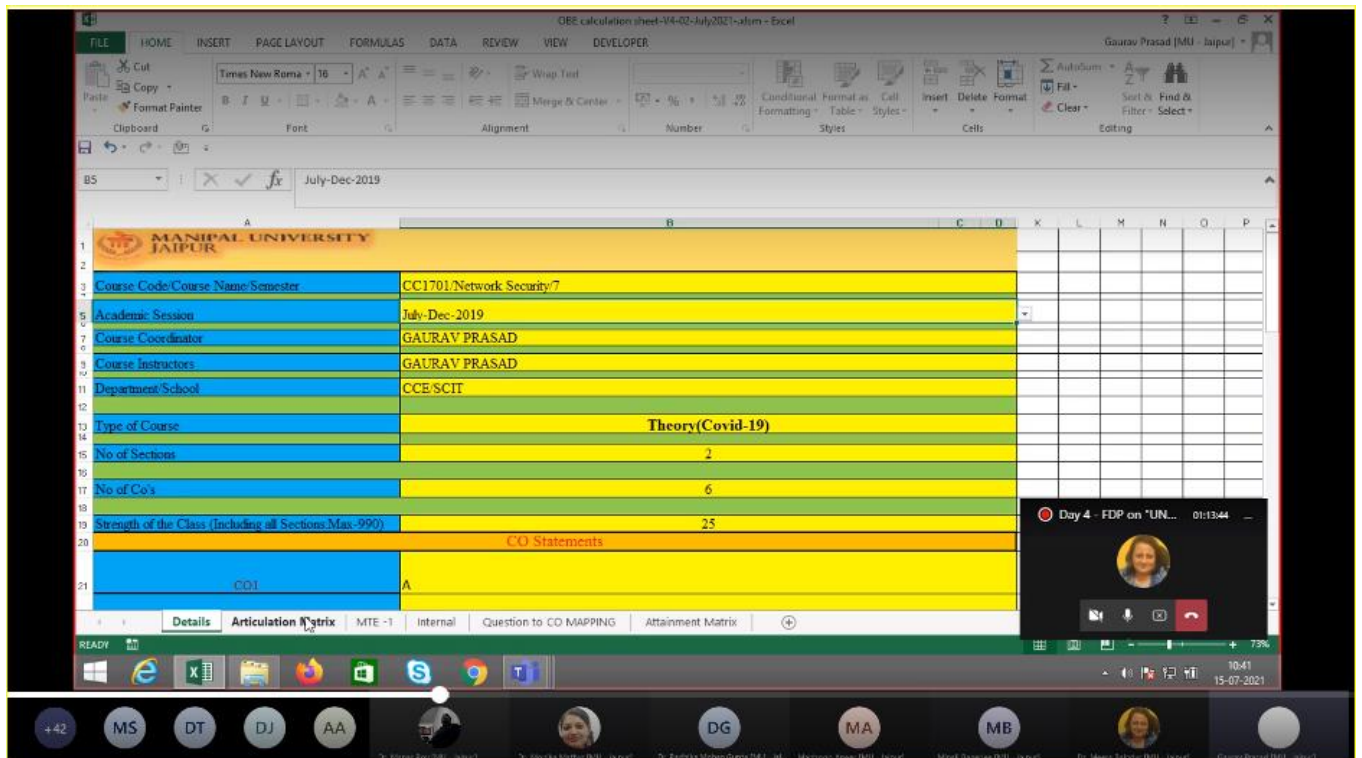 OBE calculation sheet-V4-02-July2021-.xlsm - Excel
FILE HOME INSERT PAGE LAYOUT FORMULAS DATA REVIEW VIEW DEVELOPER
Gaurav Prasad [MU - Jaipur]
Cut
Copy
Format Painter
Paste
Times New Roma 16
Wrap Text
Merge & Center
Conditional Formatting
Format as Table
Cell Styles
Insert Delete Format
AutoSum
Fill
Clear
Sort & Filter
Find & Select
Clipboard Font Alignment Number Styles Cells Editing
B5 July-Dec-2019
A B C D K L M N O P
MANIPAL UNIVERSITY
JAIPUR
Course Code/Course Name/Semester CC1701/Network Security/7
Academic Session July-Dec-2019
Course Coordinator GAURAV PRASAD
Course Instructors GAURAV PRASAD
Department/School CCE/SCIT
Type of Course Theory(Covid-19)
No of Sections 2
No of Co's 6
Strength of the Class (Including all Sections:Max-990) 25
CO Statements
CO1 A
Day 4 - FDP on "UN... 01:13:44
Details Articulation Matrix MTE -1 Internal Question to CO MAPPING Attainment Matrix
READY
73%
10:41
15-07-2021
+42 MS DT DJ AA DG MA MB